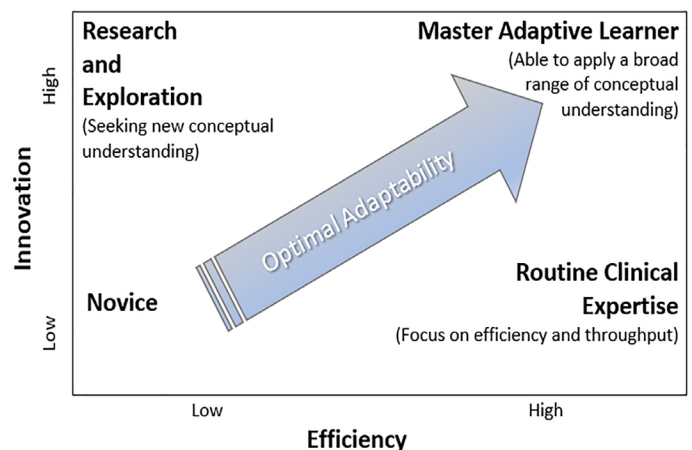 Research
and
Exploration
(Seeking new conceptual
understanding)
Master Adaptive Learner
(Able to apply a broad
range of conceptual
understanding)
High
Innovation
Optimal Adaptability
Novice
Low
Routine Clinical
Expertise
(Focus on efficiency and throughput)
Low
High
Efficiency